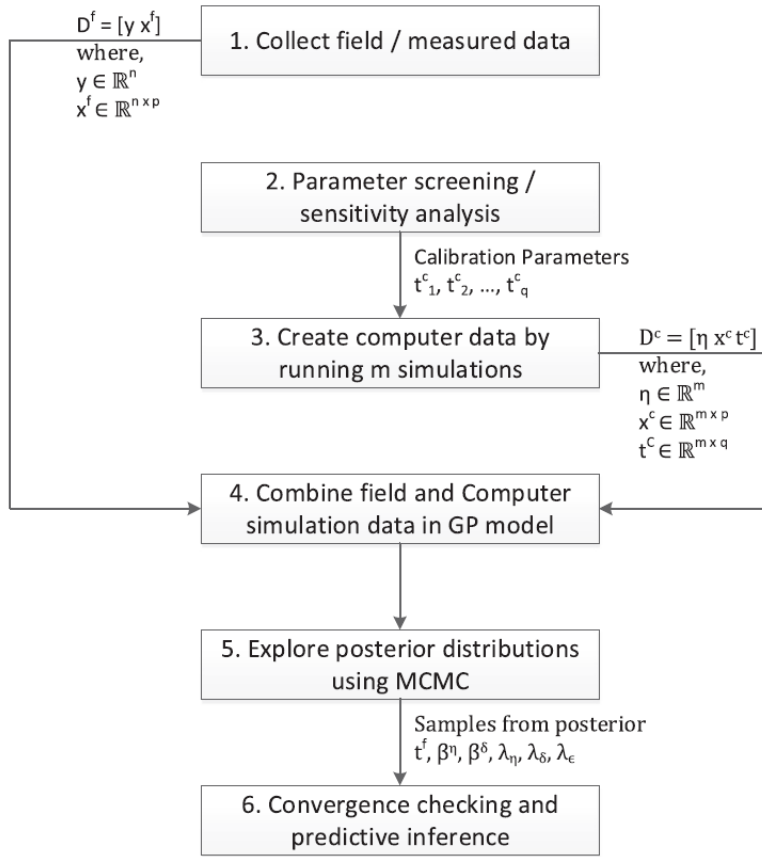 D^f = [y x^f]
where,
y ∈ ℝ^n
x^f ∈ ℝ^{n x p}
1. Collect field / measured data
2. Parameter screening /
sensitivity analysis
Calibration Parameters
t^c_1, t^c_2, ..., t^c_q
3. Create computer data by
running m simulations
D^c = [η x^c t^c]
where,
η ∈ ℝ^m
x^c ∈ ℝ^{m x p}
t^C ∈ ℝ^{m x q}
4. Combine field and Computer
simulation data in GP model
5. Explore posterior distributions
using MCMC
Samples from posterior
t^f, β^η, β^δ, λ_η, λ_δ, λ_ϵ
6. Convergence checking and
predictive inference